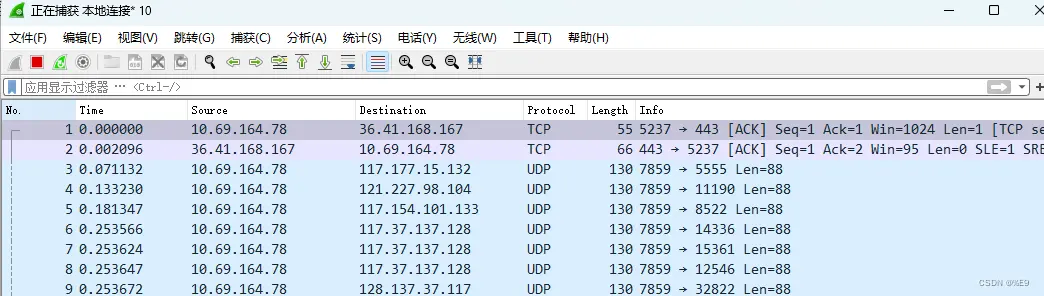 正在捕获 本地连接* 10
文件(F) 编辑(E) 视图(V) 跳转(G) 捕获(C) 分析(A) 统计(S) 电话(Y) 无线(W) 工具(T) 帮助(H)
应用显示过滤器 … <Ctrl-/>
No. Time Source Destination Protocol Length Info
1 0.000000 10.69.164.78 36.41.168.167 TCP 55 5237 → 443 [ACK] Seq=1 Ack=1 Win=1024 Len=1 [TCP se
2 0.002096 36.41.168.167 10.69.164.78 TCP 66 443 → 5237 [ACK] Seq=1 Ack=2 Win=95 Len=0 SLE=1 SRE
3 0.071132 10.69.164.78 117.177.15.132 UDP 130 7859 → 5555 Len=88
4 0.133230 10.69.164.78 121.227.98.104 UDP 130 7859 → 11190 Len=88
5 0.181347 10.69.164.78 117.154.101.133 UDP 130 7859 → 8522 Len=88
6 0.253566 10.69.164.78 117.37.137.128 UDP 130 7859 → 14336 Len=88
7 0.253624 10.69.164.78 117.37.137.128 UDP 130 7859 → 15361 Len=88
8 0.253647 10.69.164.78 117.37.137.128 UDP 130 7859 → 12546 Len=88
9 0.253672 10.69.164.78 128.137.37.117 UDP 130 7859 → 32822 Len=88
CSDN @%E9